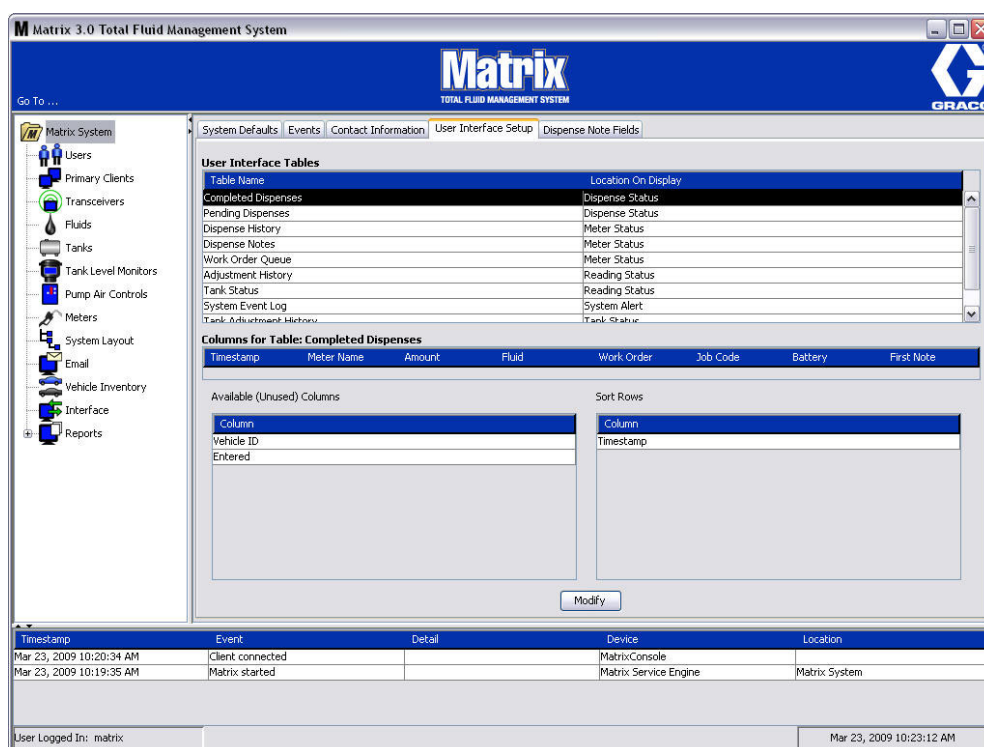 Matrix 3.0 Total Fluid Management System
Matrix
TOTAL FLUID MANAGEMENT SYSTEM
Go To ...
GRACO
Matrix System
Users
Primary Clients
Transceivers
Fluids
Tanks
Tank Level Monitors
Pump Air Controls
Meters
System Layout
Email
Vehicle Inventory
Interface
Reports
System Defaults Events Contact Information User Interface Setup Dispense Note Fields
User Interface Tables
Table Name Location On Display
Completed Dispenses Dispense Status
Pending Dispenses Dispense Status
Dispense History Meter Status
Dispense Notes Meter Status
Work Order Queue Meter Status
Adjustment History Reading Status
Tank Status Reading Status
System Event Log System Alert
Tank Adjustment History Tank Status
Columns for Table: Completed Dispenses
Timestamp Meter Name Amount Fluid Work Order Job Code Battery First Note
Available (Unused) Columns Sort Rows
Column Column
Vehicle ID Timestamp
Entered
Modify
Timestamp Event Detail Device Location
Mar 23, 2009 10:20:34 AM Client connected MatrixConsole
Mar 23, 2009 10:19:35 AM Matrix started Matrix Service Engine Matrix System
User Logged In: matrix Mar 23, 2009 10:23:12 AM